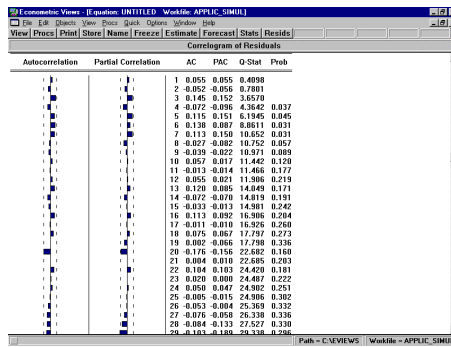 Econometric Views - [Equation: UNTITLED   Workfile: APPLIC_SIMUL]
File Edit Objects View Procs Quick Options Window Help
View Procs Print Store Name Freeze Estimate Forecast Stats Resids
Correlogram of Residuals
Autocorrelation Partial Correlation AC PAC Q-Stat Prob
1 0.055 0.055 0.4098
2 -0.052 -0.056 0.7801
3 0.145 0.152 3.6570
4 -0.072 -0.096 4.3642 0.037
5 0.115 0.151 6.1945 0.045
6 0.138 0.087 8.8611 0.031
7 0.113 0.150 10.652 0.031
8 -0.027 -0.082 10.752 0.057
9 -0.039 -0.022 10.971 0.089
10 0.057 0.017 11.442 0.120
11 -0.013 -0.014 11.466 0.177
12 0.055 0.021 11.906 0.219
13 0.120 0.085 14.049 0.171
14 -0.072 -0.070 14.819 0.191
15 -0.033 -0.013 14.981 0.242
16 0.113 0.092 16.906 0.204
17 -0.011 -0.010 16.926 0.260
18 0.075 0.067 17.797 0.273
19 0.002 -0.066 17.798 0.336
20 -0.176 -0.156 22.682 0.160
21 0.004 0.010 22.685 0.203
22 0.104 0.103 24.420 0.181
23 0.020 0.000 24.487 0.222
24 0.050 0.047 24.902 0.251
25 -0.005 -0.015 24.906 0.302
26 -0.053 -0.004 25.369 0.332
27 -0.076 -0.058 26.338 0.336
28 -0.084 -0.133 27.527 0.330
29 -0.103 -0.189 29.338 0.296
Path = C:\EVIEWS Workfile = APPLIC_SIMUL